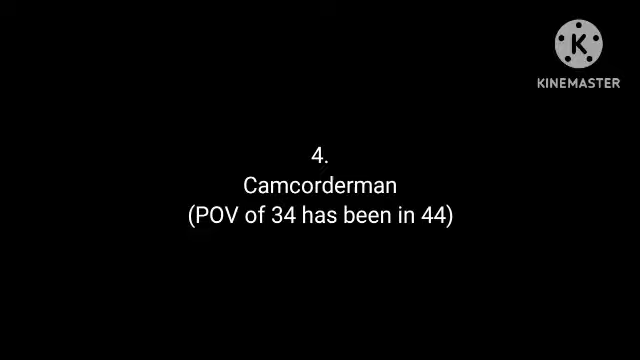 K
KINEMASTER
4.
Camcorderman
(POV of 34 has been in 44)